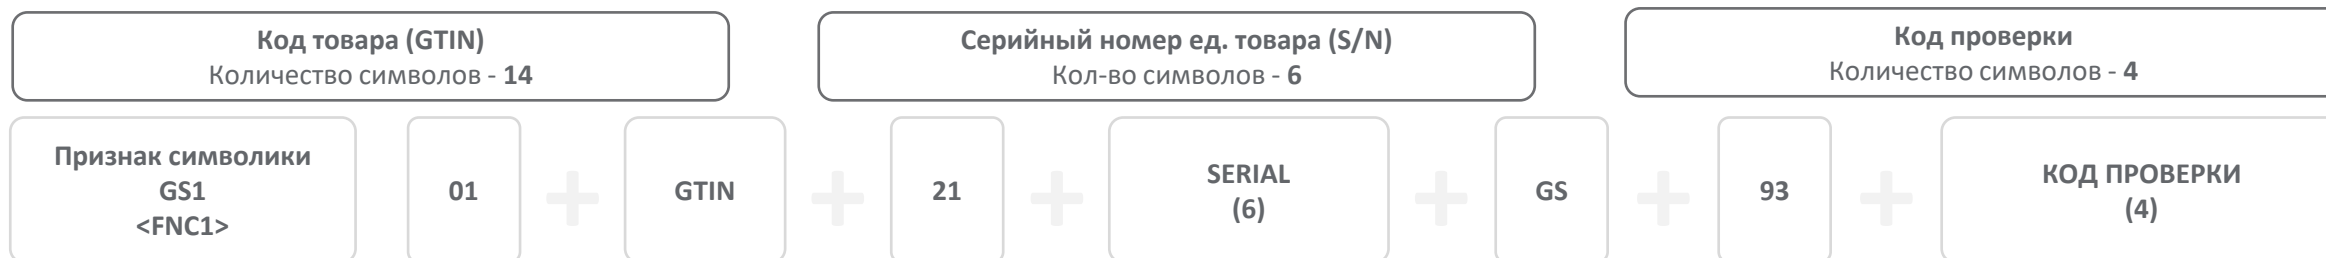 Код товара (GTIN)
Количество символов - 14
Серийный номер ед. товара (S/N)
Кол-во символов - 6
Код проверки
Количество символов - 4
Признак символики
GS1
<FNC1>
01
+
GTIN
+
21
+
SERIAL
(6)
+
GS
+
93
+
КОД ПРОВЕРКИ
(4)